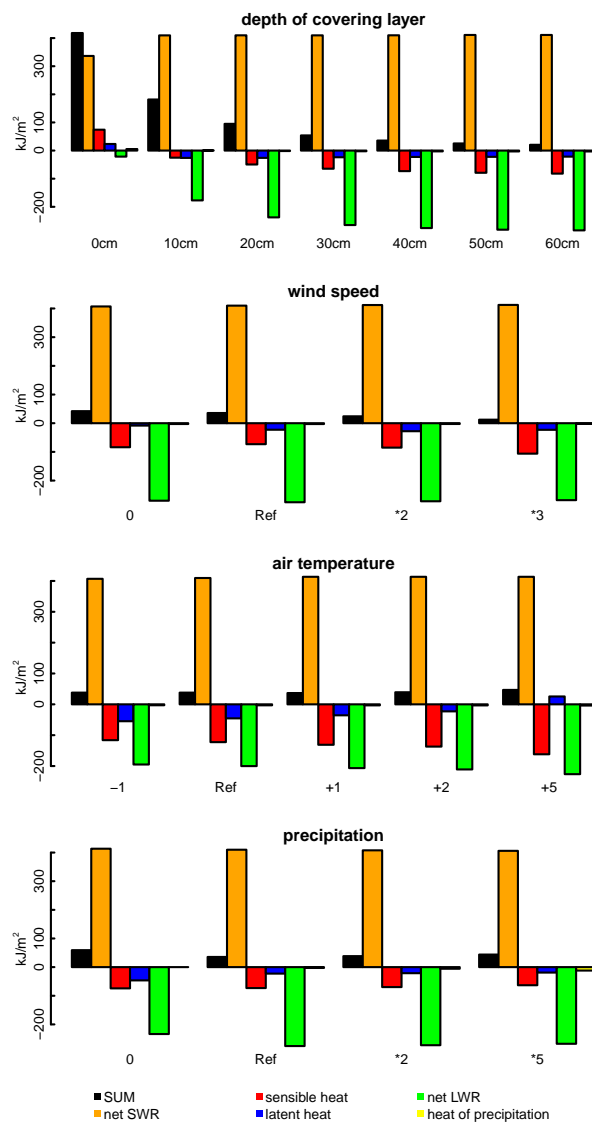 depth of covering layer
kJ/m²
−200 0 100 300
0cm 10cm 20cm 30cm 40cm 50cm 60cm
wind speed
kJ/m²
−200 0 100 300
0 Ref *2 *3
air temperature
kJ/m²
−200 0 100 300
−1 Ref +1 +2 +5
precipitation
kJ/m²
−200 0 100 300
0 Ref *2 *5
SUM sensible heat net LWR
net SWR latent heat heat of precipitation